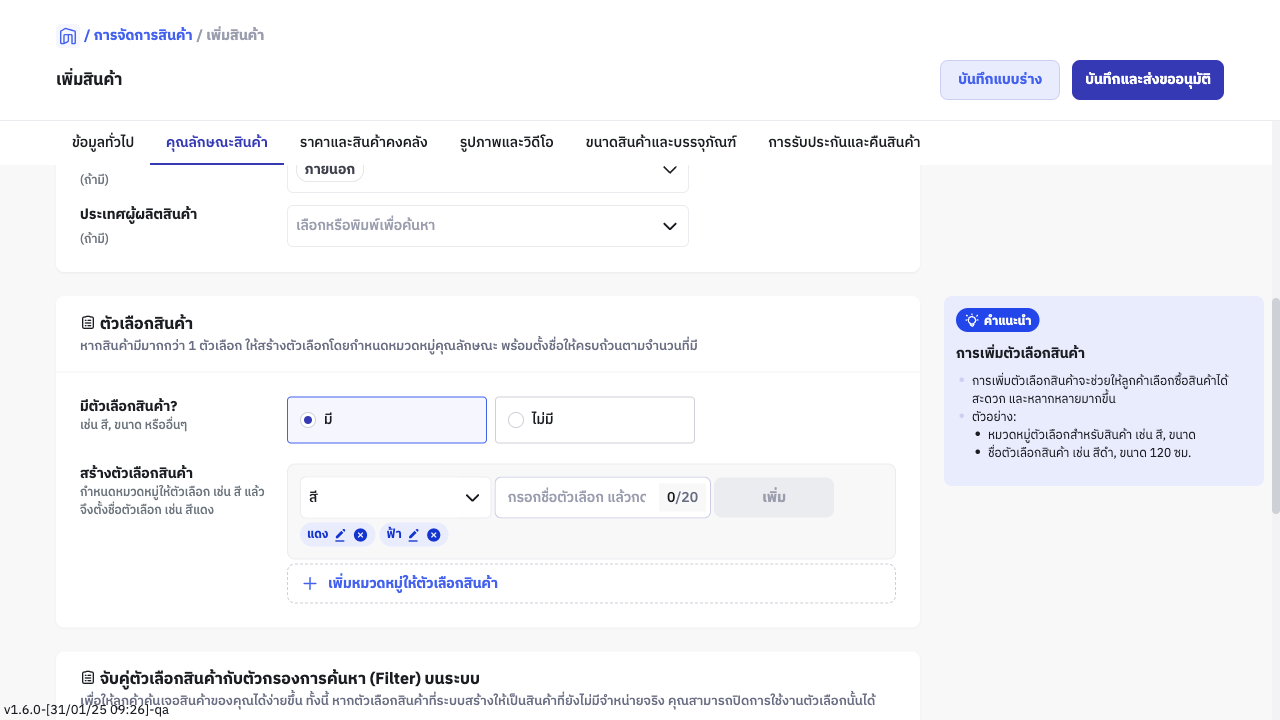 / การจัดการสินค้า / เพิ่มสินค้า
เพิ่มสินค้า
บันทึกแบบร่าง
บันทึกและส่งขออนุมัติ
ข้อมูลทั่วไป
คุณลักษณะสินค้า
ราคาและสินค้าคงคลัง
รูปภาพและวิดีโอ
ขนาดสินค้าและบรรจุภัณฑ์
การรับประกันและคืนสินค้า
(ถ้ามี)
ภายนอก
ประเทศผู้ผลิตสินค้า
(ถ้ามี)
เลือกหรือพิมพ์เพื่อค้นหา
ตัวเลือกสินค้า
หากสินค้ามีมากกว่า 1 ตัวเลือก ให้สร้างตัวเลือกโดยกำหนดหมวดหมู่คุณลักษณะ พร้อมตั้งชื่อให้ครบถ้วนตามจำนวนที่มี
มีตัวเลือกสินค้า?
เช่น สี, ขนาด หรืออื่นๆ
มี
ไม่มี
สร้างตัวเลือกสินค้า
กำหนดหมวดหมู่ให้ตัวเลือก เช่น สี แล้ว
จึงตั้งชื่อตัวเลือก เช่น สีแดง
สี
กรอกชื่อตัวเลือก แล้วกด
0/20
เพิ่ม
แดง
ฟ้า
เพิ่มหมวดหมู่ให้ตัวเลือกสินค้า
คำแนะนำ
การเพิ่มตัวเลือกสินค้า
การเพิ่มตัวเลือกสินค้าจะช่วยให้ลูกค้าเลือกซื้อสินค้าได้
สะดวก และหลากหลายมากขึ้น
ตัวอย่าง:
หมวดหมู่ตัวเลือกสำหรับสินค้า เช่น สี, ขนาด
ชื่อตัวเลือกสินค้า เช่น สีดำ, ขนาด 120 ซม.
จับคู่ตัวเลือกสินค้ากับตัวกรองการค้นหา (Filter) บนระบบ
เพื่อให้ลูกค้าค้นเจอสินค้าของคุณได้ง่ายขึ้น ทั้งนี้ หากตัวเลือกสินค้าที่ระบบสร้างให้เป็นสินค้าที่ยังไม่มีจำหน่ายจริง คุณสามารถปิดการใช้งานตัวเลือกนั้นได้
v1.6.0-[31/01/25 09:26]-qa